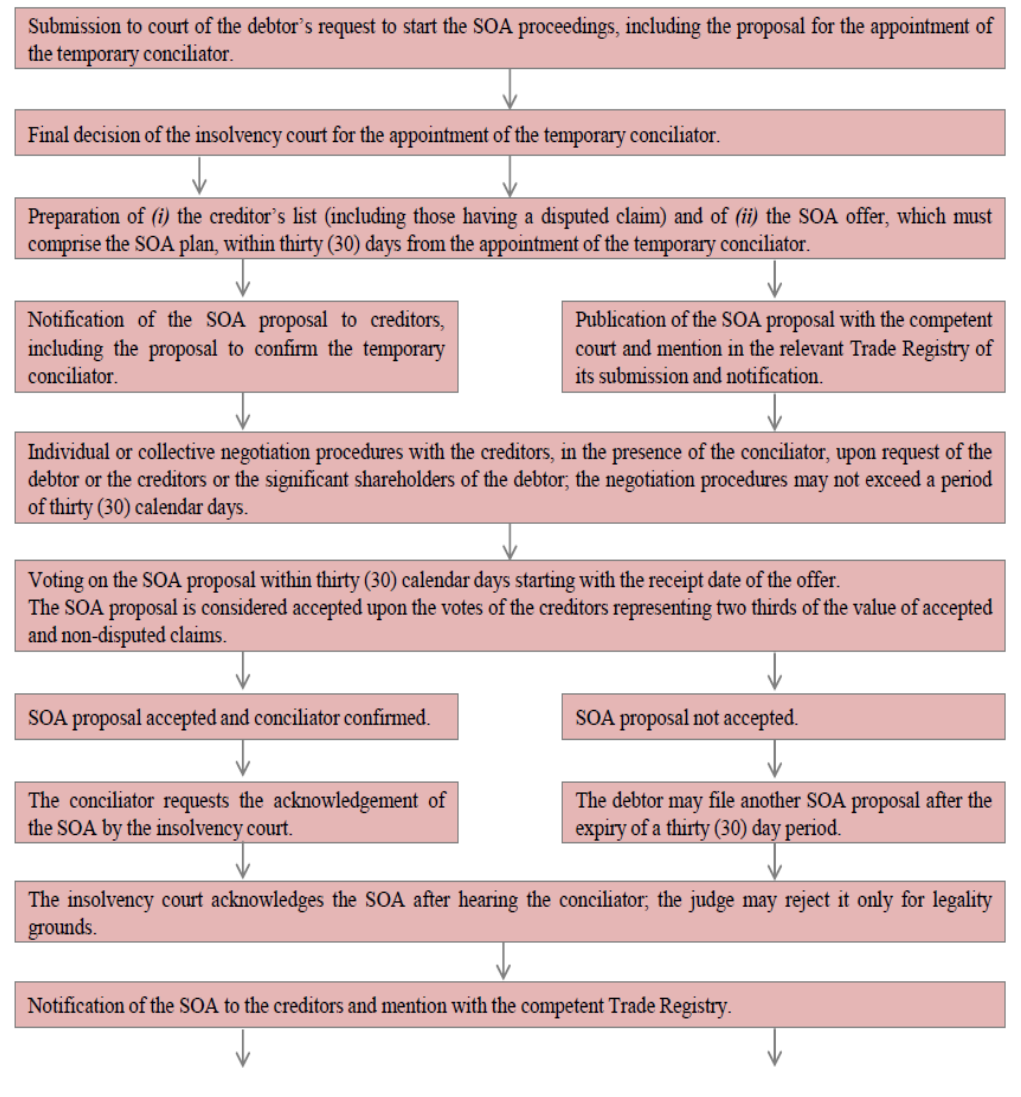 Submission to court of the debtor’s request to start the SOA proceedings, including the proposal for the appointment of
the temporary conciliator.
Final decision of the insolvency court for the appointment of the temporary conciliator.
Preparation of (i) the creditor’s list (including those having a disputed claim) and of (ii) the SOA offer, which must
comprise the SOA plan, within thirty (30) days from the appointment of the temporary conciliator.
Notification of the SOA proposal to creditors,
including the proposal to confirm the temporary
conciliator.
Publication of the SOA proposal with the competent
court and mention in the relevant Trade Registry of
its submission and notification.
Individual or collective negotiation procedures with the creditors, in the presence of the conciliator, upon request of the
debtor or the creditors or the significant shareholders of the debtor; the negotiation procedures may not exceed a period
of thirty (30) calendar days.
Voting on the SOA proposal within thirty (30) calendar days starting with the receipt date of the offer.
The SOA proposal is considered accepted upon the votes of the creditors representing two thirds of the value of accepted
and non-disputed claims.
SOA proposal accepted and conciliator confirmed.
SOA proposal not accepted.
The conciliator requests the acknowledgement of
the SOA by the insolvency court.
The debtor may file another SOA proposal after the
expiry of a thirty (30) day period.
The insolvency court acknowledges the SOA after hearing the conciliator; the judge may reject it only for legality
grounds.
Notification of the SOA to the creditors and mention with the competent Trade Registry.